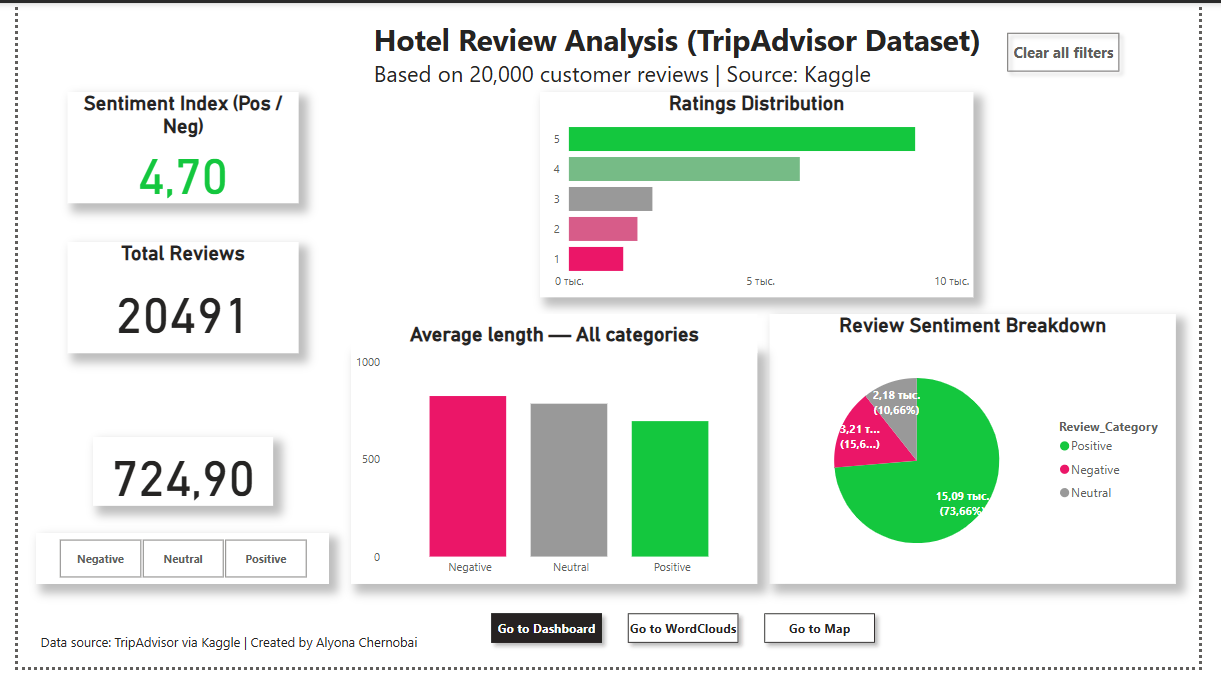 Hotel Review Analysis (TripAdvisor Dataset)
Based on 20,000 customer reviews | Source: Kaggle
Clear all filters
Sentiment Index (Pos /
Neg)
4,70
Total Reviews
20491
724,90
Negative
Neutral
Positive
Ratings Distribution
5
4
3
2
1
0 тыс.
5 тыс.
10 тыс.
Average length — All categories
1000
500
0
Negative
Neutral
Positive
Review Sentiment Breakdown
2,18 тыс.
(10,66%)
3,21 т...
(15,6...)
15,09 тыс.
(73,66%)
Review_Category
Positive
Negative
Neutral
Go to Dashboard
Go to WordClouds
Go to Map
Data source: TripAdvisor via Kaggle | Created by Alyona Chernobai